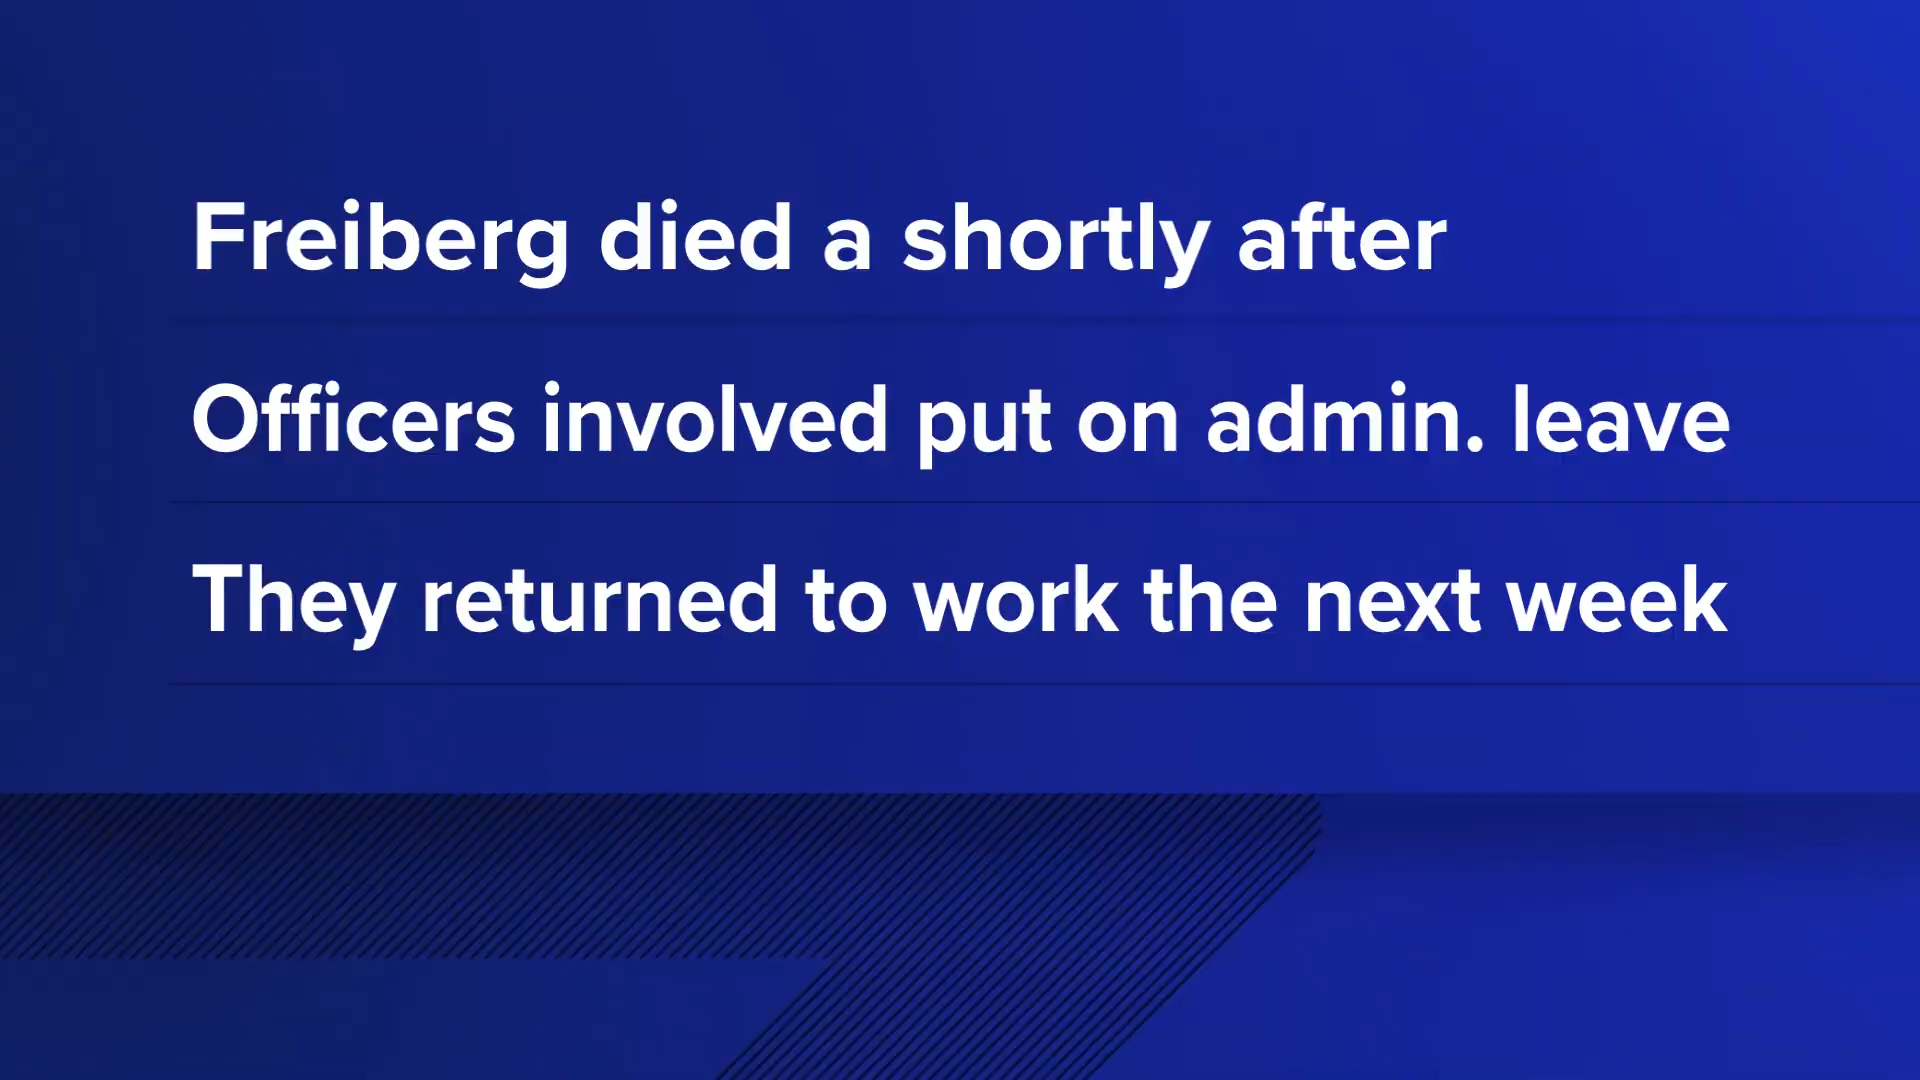 Freiberg died a shortly after
Officers involved put on admin. leave
They returned to work the next week